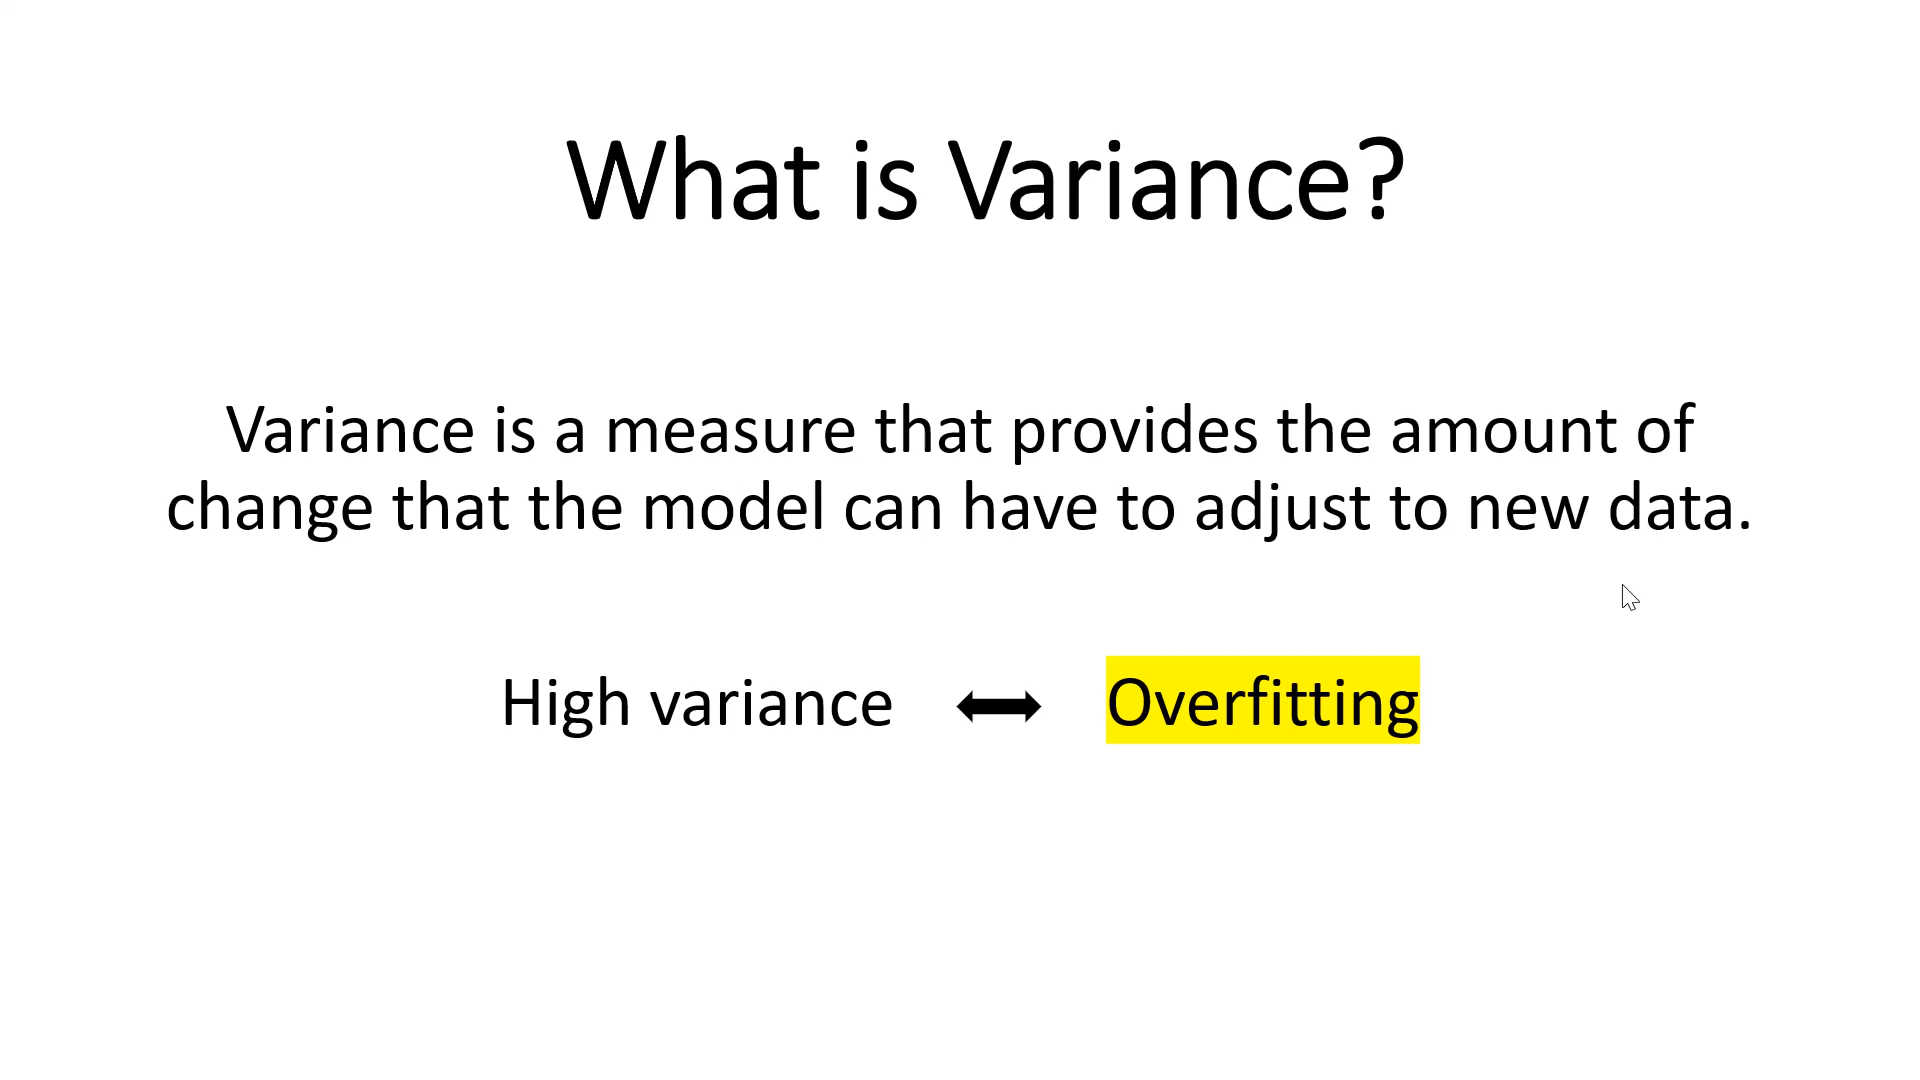 What is Variance?
Variance is a measure that provides the amount of
change that the model can have to adjust to new data.
High variance Overfitting